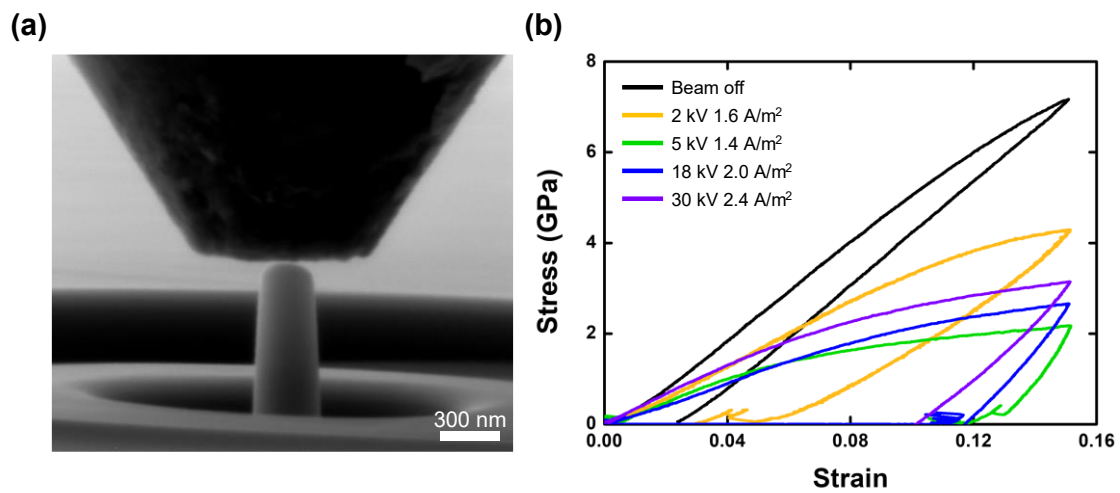 (a)
300 nm
(b)
Stress (GPa)
8
6
4
2
0
Beam off
2 kV 1.6 A/m²
5 kV 1.4 A/m²
18 kV 2.0 A/m²
30 kV 2.4 A/m²
0.00 0.04 0.08 0.12 0.16
Strain